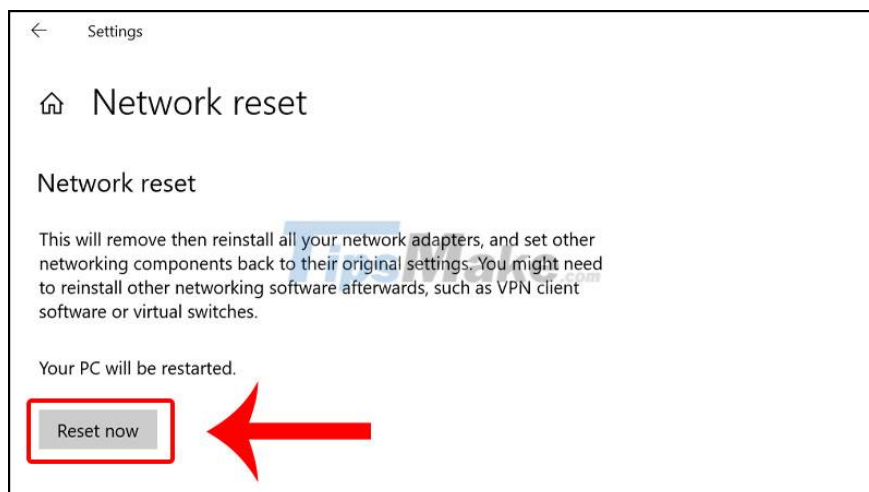 Settings
Network reset
Network reset
This will remove then reinstall all your network adapters, and set other
networking components back to their original settings. You might need
to reinstall other networking software afterwards, such as VPN client
software or virtual switches.
TipsMake.com
Your PC will be restarted.
Reset now